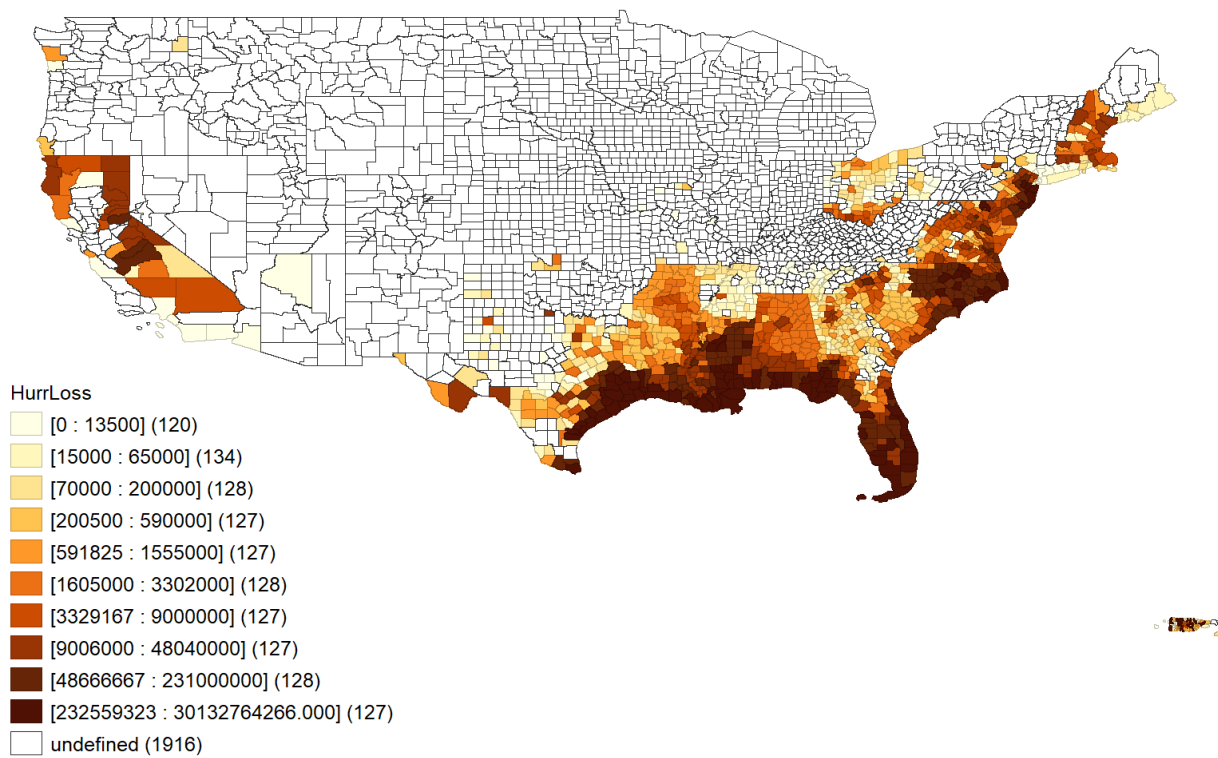 HurrLoss
[0 : 13500] (120)
[15000 : 65000] (134)
[70000 : 200000] (128)
[200500 : 590000] (127)
[591825 : 1555000] (127)
[1605000 : 3302000] (128)
[3329167 : 9000000] (127)
[9006000 : 48040000] (127)
[48666667 : 231000000] (128)
[232559323 : 30132764266.000] (127)
undefined (1916)